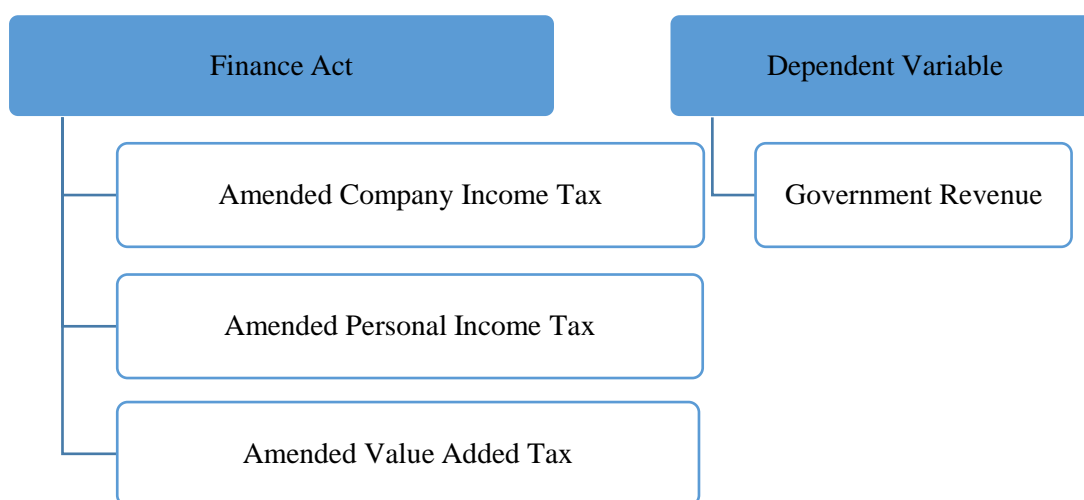 Finance Act
Dependent Variable
Amended Company Income Tax
Government Revenue
Amended Personal Income Tax
Amended Value Added Tax